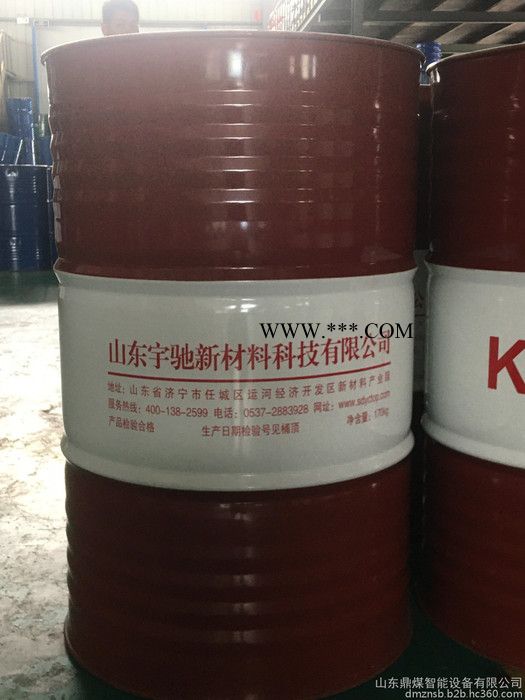 WWW ***.COM
山东宇驰新材料科技有限公司
地址：山东省济宁市任城区运河经济开发区新材料产业园
服务热线：400-138-2599 电话：0537-2883928 网址：www.sdyctop.com
产品检验合格 生产日期检验号见桶顶 净含量：170kg
K
公
山东鼎煤智能设备有限公司
dmznsb.b2b.hc360.com